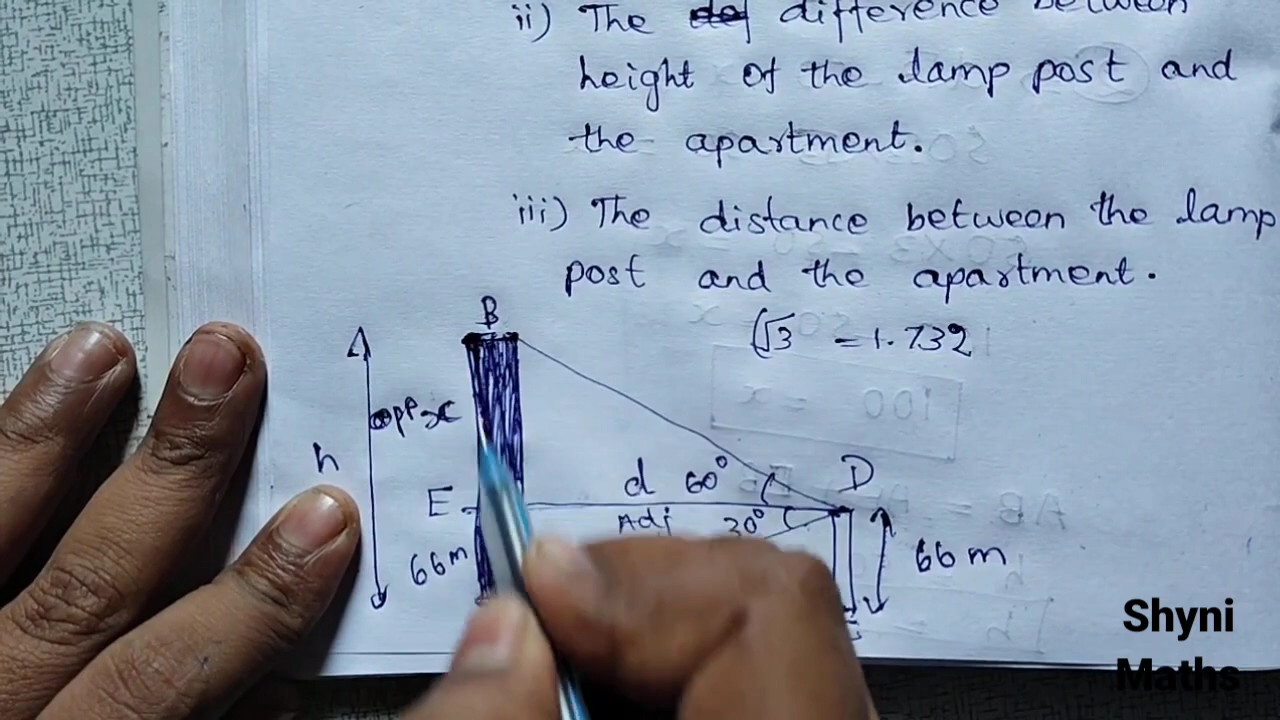 ii) The difference between
height of the lamp post and
the apartment.
iii) The distance between the lamp
post and the apartment.
(√3 = 1.732
B
opp x
h
d 60° D
E
Adj 30°
66m
66 m
Shyni
Maths